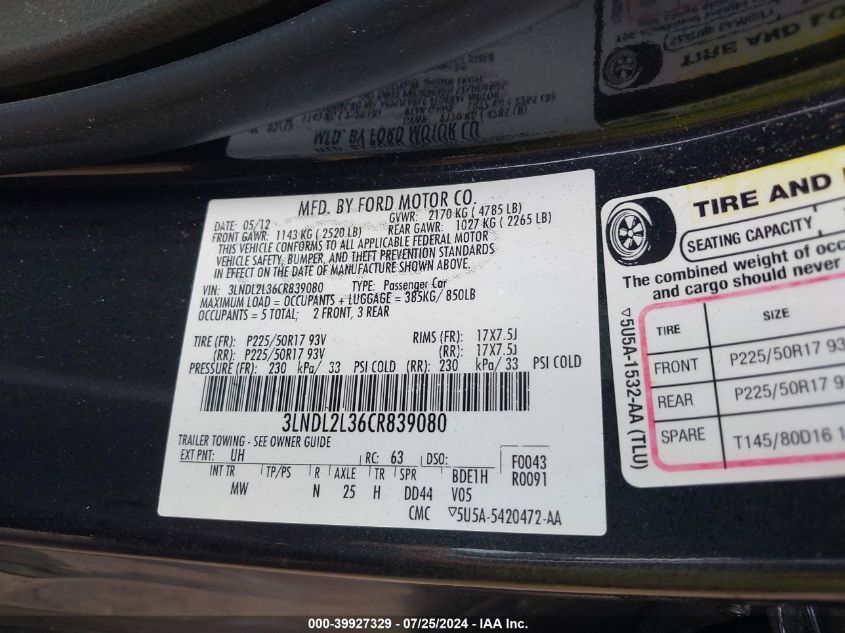 MFD. BY FORD MOTOR CO.
DATE: 05/12 GVWR: 2170 KG ( 4785 LB)
FRONT GAWR: 1143 KG ( 2520 LB) REAR GAWR: 1027 KG ( 2265 LB)
THIS VEHICLE CONFORMS TO ALL APPLICABLE FEDERAL MOTOR
VEHICLE SAFETY, BUMPER, AND THEFT PREVENTION STANDARDS
IN EFFECT ON THE DATE OF MANUFACTURE SHOWN ABOVE.
VIN: 3LNDL2L36CR839080 TYPE: Passenger Car
MAXIMUM LOAD = OCCUPANTS + LUGGAGE = 385KG/ 850LB
OCCUPANTS = 5 TOTAL; 2 FRONT, 3 REAR
TIRE (FR): P225/50R17 93V RIMS (FR): 17X7.5J
(RR): P225/50R17 93V (RR): 17X7.5J
PRESSURE (FR): 230 kPa/ 33 PSI COLD (RR): 230 kPa/ 33 PSI COLD
3LNDL2L36CR839080
TRAILER TOWING - SEE OWNER GUIDE
EXT PNT: UH RC: 63 DSO: F0043
INT TR TP/PS R AXLE TR SPR BDE1H R0091
MW N 25 H DD44 V05
CMC ▽5U5A-5420472-AA
TIRE AND
SEATING CAPACITY
The combined weight of
and cargo should never
TIRE SIZE
FRONT P225/50R17 93
REAR P225/50R17 93
SPARE T145/80D16 1
▽5U5A-1532-AA (TLU)
000-39927329 / 07/25/2024 - IAA Inc.